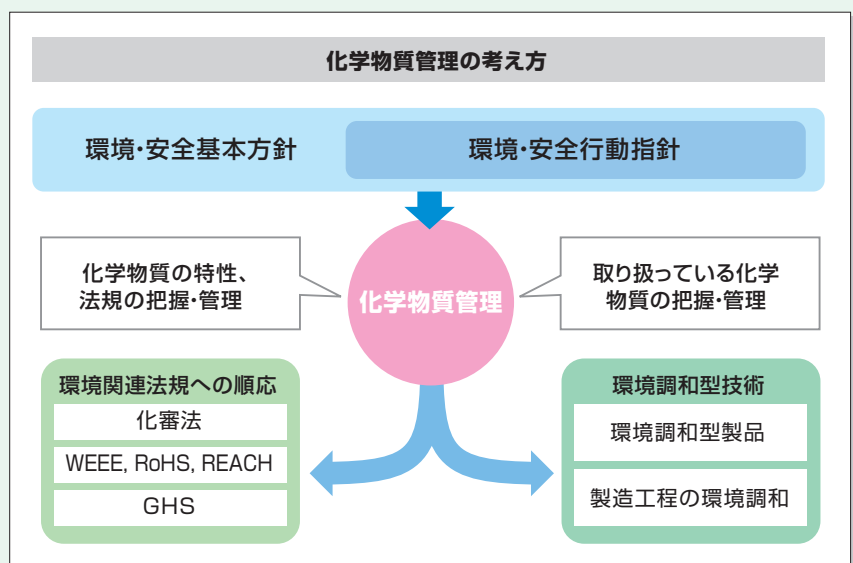 化学物質管理の考え方
環境・安全基本方針
環境・安全行動指針
化学物質の特性、
法規の把握・管理
化学物質管理
取り扱っている化学
物質の把握・管理
環境関連法規への順応
化審法
WEEE, RoHS, REACH
GHS
環境調和型技術
環境調和型製品
製造工程の環境調和